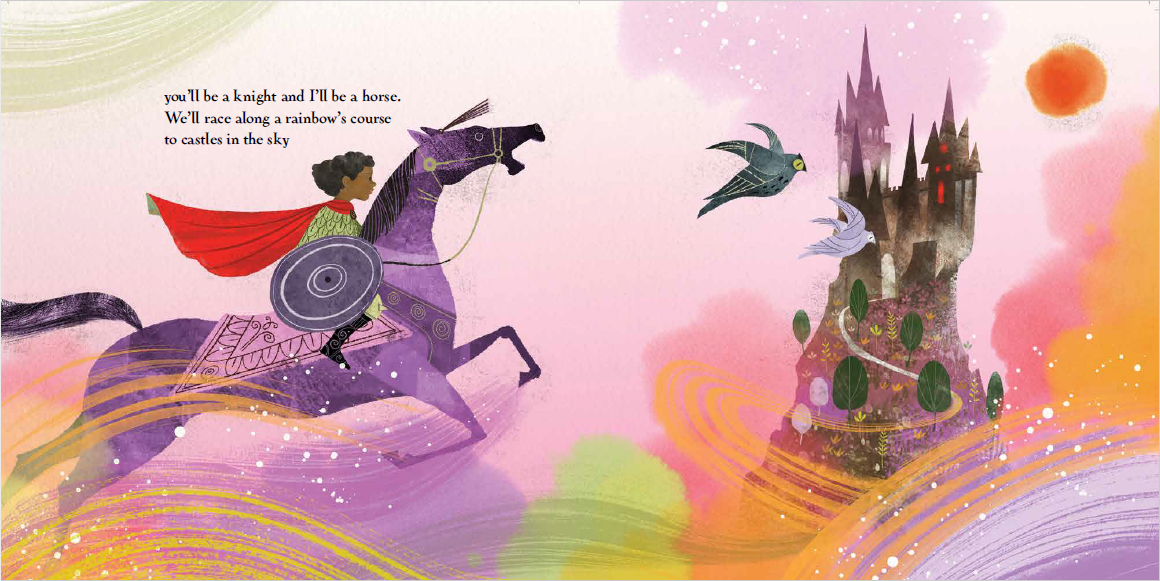 you’ll be a knight and I’ll be a horse.
We’ll race along a rainbow’s course
to castles in the sky